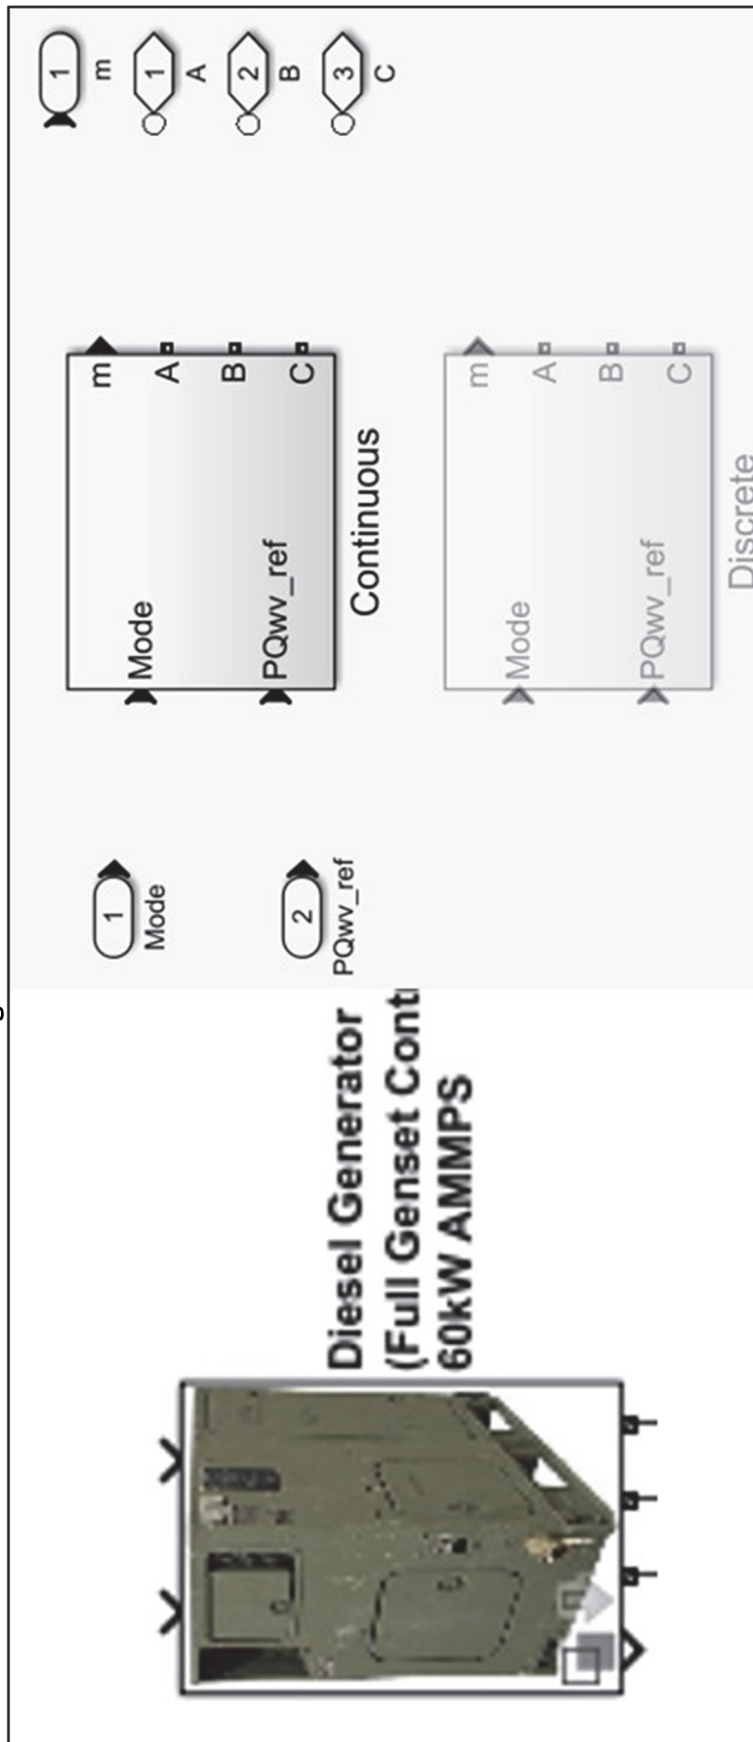 Diesel Generator
(Full Genset Cont
60kW AMMPS
1
Mode
2
PQwv_ref
Mode
PQwv_ref
m
A
B
C
Continuous
Mode
PQwv_ref
m
A
B
C
Discrete
1
m
1
A
2
B
3
C